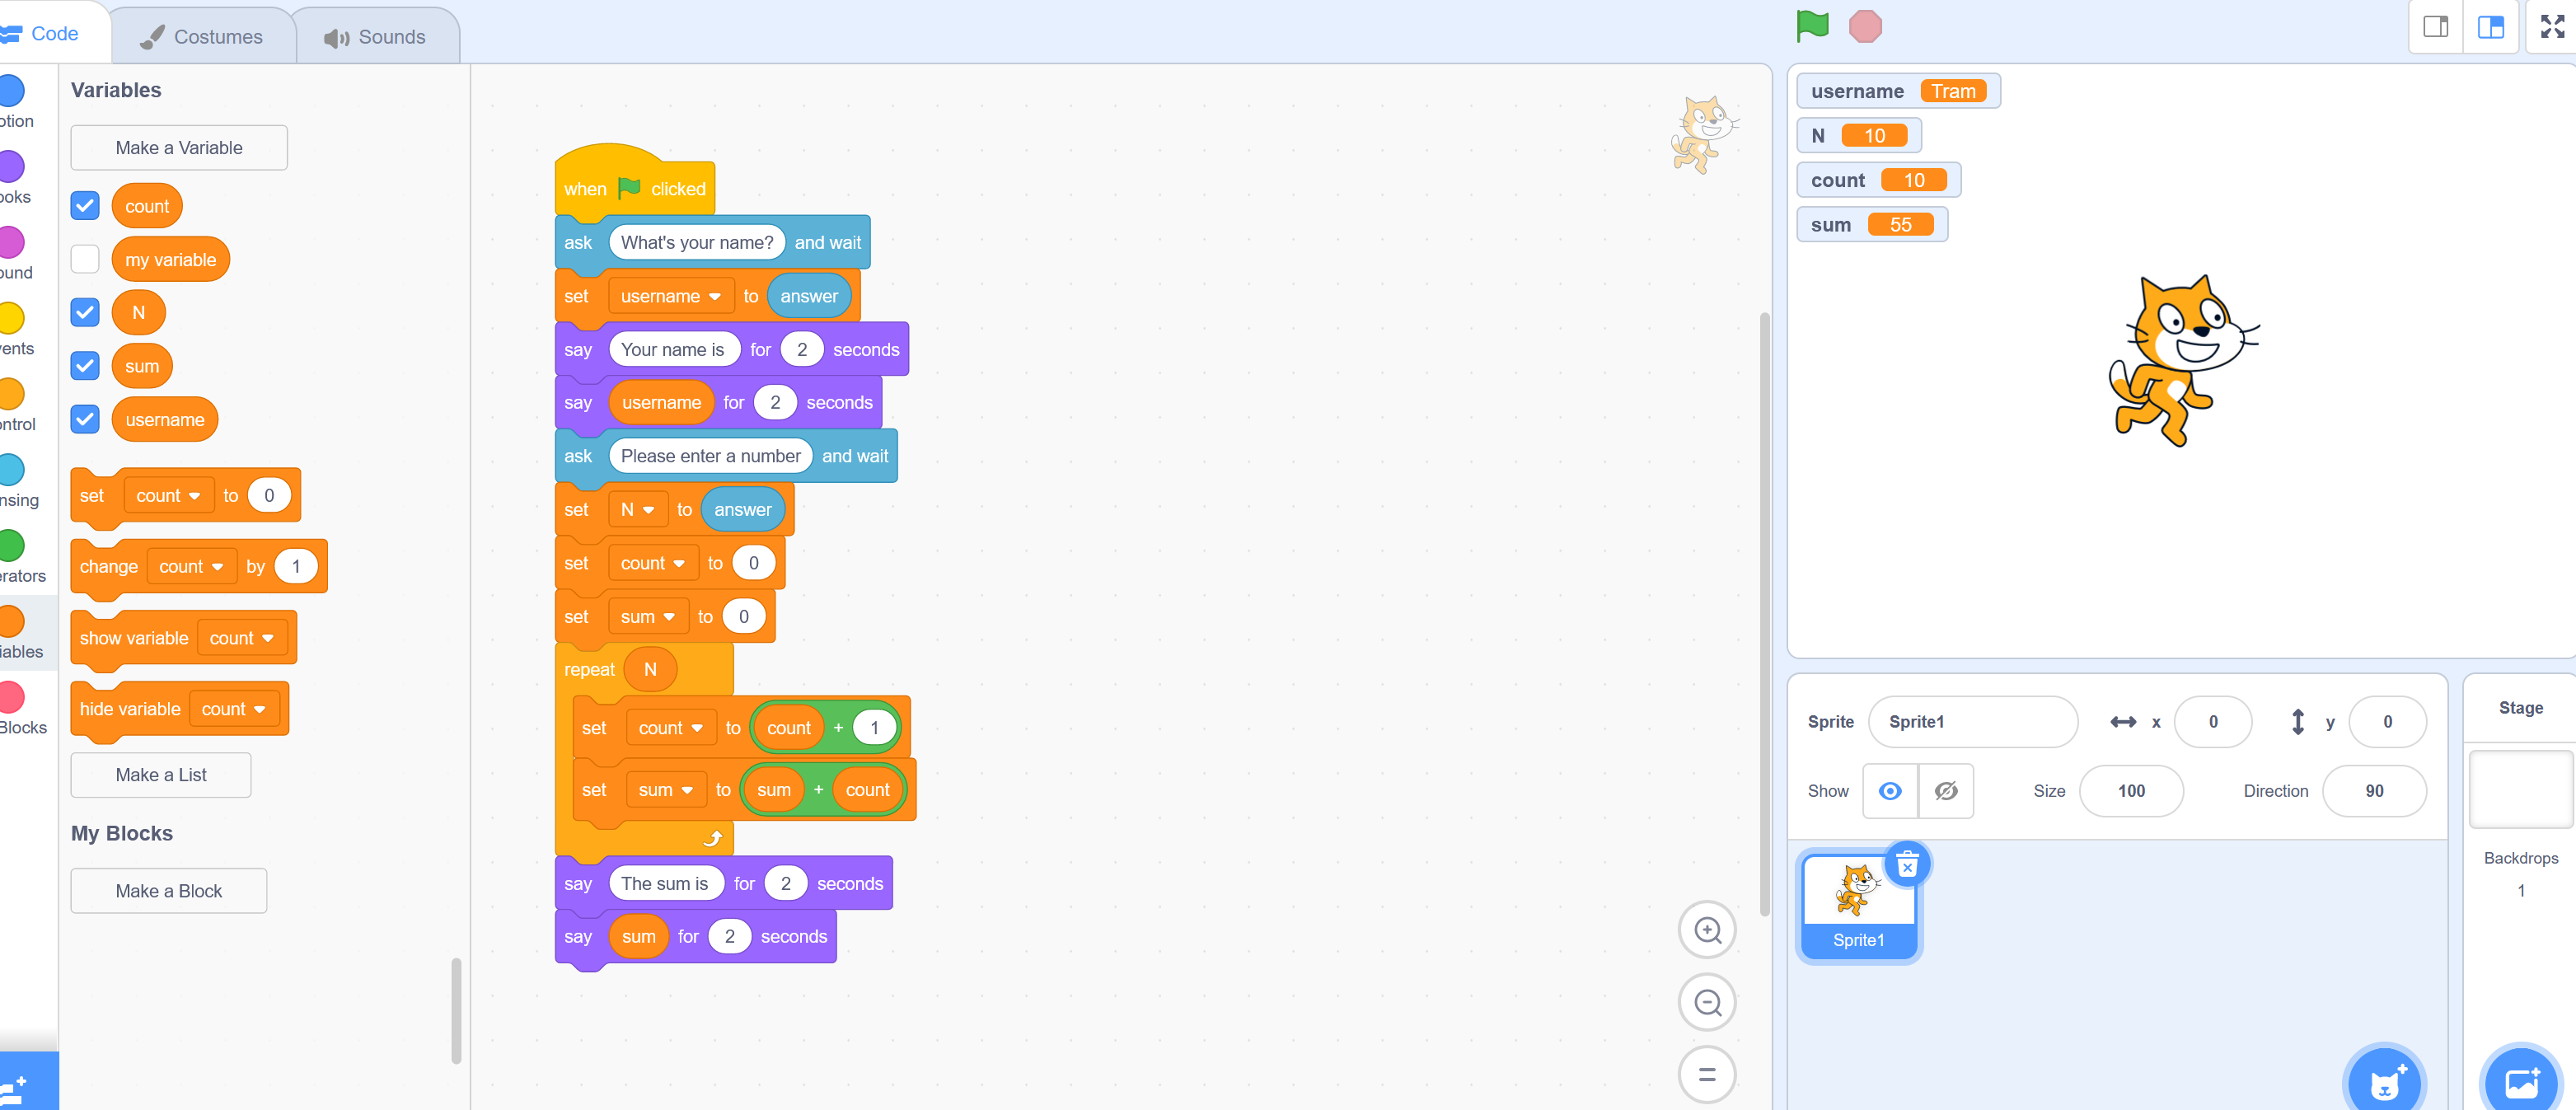 Code
Costumes
Sounds
otion
ooks
ound
ents
ontrol
nsing
erators
iables
Blocks
Variables
Make a Variable
count
my variable
N
sum
username
set count to 0
change count by 1
show variable count
hide variable count
Make a List
My Blocks
Make a Block
when clicked
ask What's your name? and wait
set username to answer
say Your name is for 2 seconds
say username for 2 seconds
ask Please enter a number and wait
set N to answer
set count to 0
set sum to 0
repeat N
set count to count + 1
set sum to sum + count
say The sum is for 2 seconds
say sum for 2 seconds
username Tram
N 10
count 10
sum 55
Sprite Sprite1 x 0 y 0
Show Size 100 Direction 90
Sprite1
Stage
Backdrops
1